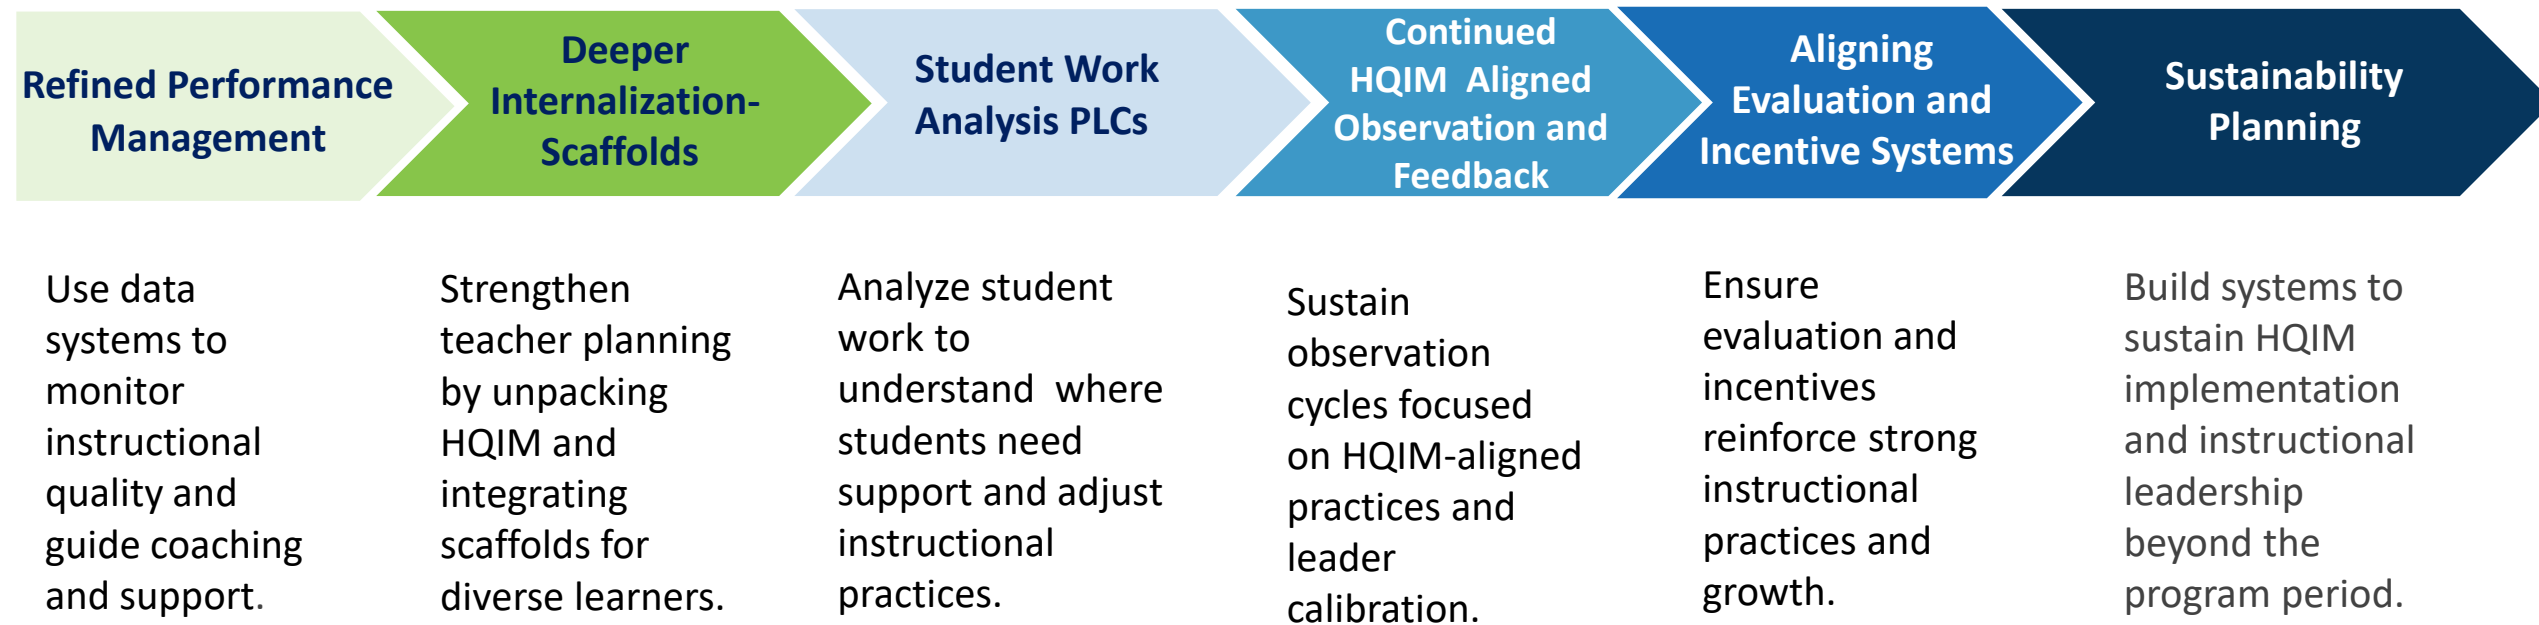 Refined Performance
Management
Deeper
Internalization-
Scaffolds
Student Work
Analysis PLCs
Continued
HQIM  Aligned
Observation and
Feedback
Aligning
Evaluation and
Incentive Systems
Sustainability
Planning
Use data
systems to
monitor
instructional
quality and
guide coaching
and support.
Strengthen
teacher planning
by unpacking
HQIM and
integrating
scaffolds for
diverse learners.
Analyze student
work to
understand  where
students need
support and adjust
instructional
practices.
Sustain
observation
cycles focused
on HQIM-aligned
practices and
leader
calibration.
Ensure
evaluation and
incentives
reinforce strong
instructional
practices and
growth.
Build systems to
sustain HQIM
implementation
and instructional
leadership
beyond the
program period.